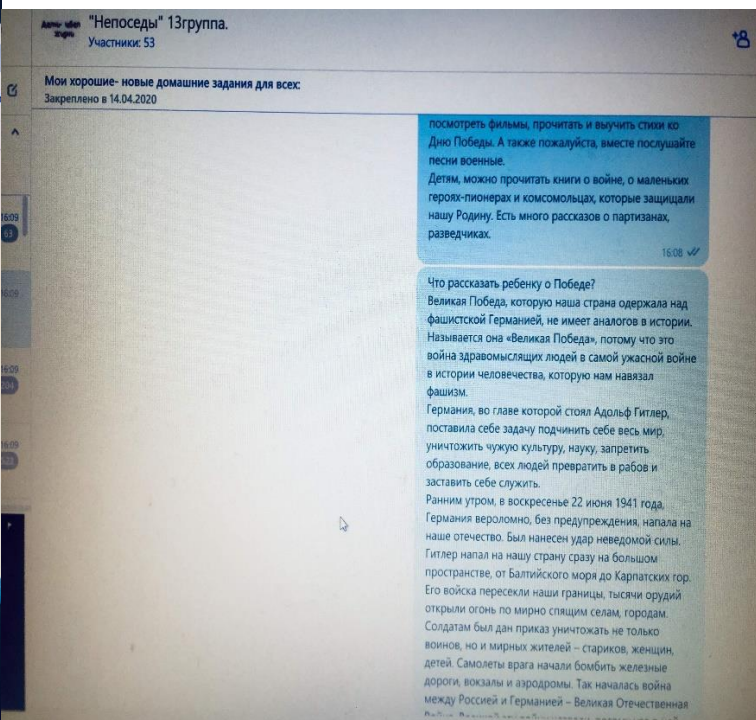 "Непоседы" 13группа.
Участники: 53
Мои хорошие- новые домашние задания для всех:
Закреплено в 14.04.2020
посмотреть фильмы, прочитать и выучить стихи ко
Дню Победы. А также пожалуйста, вместе послушайте
песни военные.
Детям, можно прочитать книги о войне, о маленьких
героях-пионерах и комсомольцах, которые защищали
нашу Родину. Есть много рассказов о партизанах,
разведчиках.
16:08
Что рассказать ребенку о Победе?
Великая Победа, которую наша страна одержала над
фашистской Германией, не имеет аналогов в истории.
Называется она «Великая Победа», потому что это
война здравомыслящих людей в самой ужасной войне
в истории человечества, которую нам навязал
фашизм.
Германия, во главе которой стоял Адольф Гитлер,
поставила себе задачу подчинить себе весь мир,
уничтожить чужую культуру, науку, запретить
образование, всех людей превратить в рабов и
заставить себе служить.
Ранним утром, в воскресенье 22 июня 1941 года,
Германия вероломно, без предупреждения, напала на
наше отечество. Был нанесен удар неведомой силы.
Гитлер напал на нашу страну сразу на большом
пространстве, от Балтийского моря до Карпатских гор.
Его войска пересекли наши границы, тысячи орудий
открыли огонь по мирно спящим селам, городам.
Солдатам был дан приказ уничтожать не только
воинов, но и мирных жителей – стариков, женщин,
детей. Самолеты врага начали бомбить железные
дороги, вокзалы и аэродромы. Так началась война
между Россией и Германией – Великая Отечественная
16:09
63
16:09
16:09
204
16:09